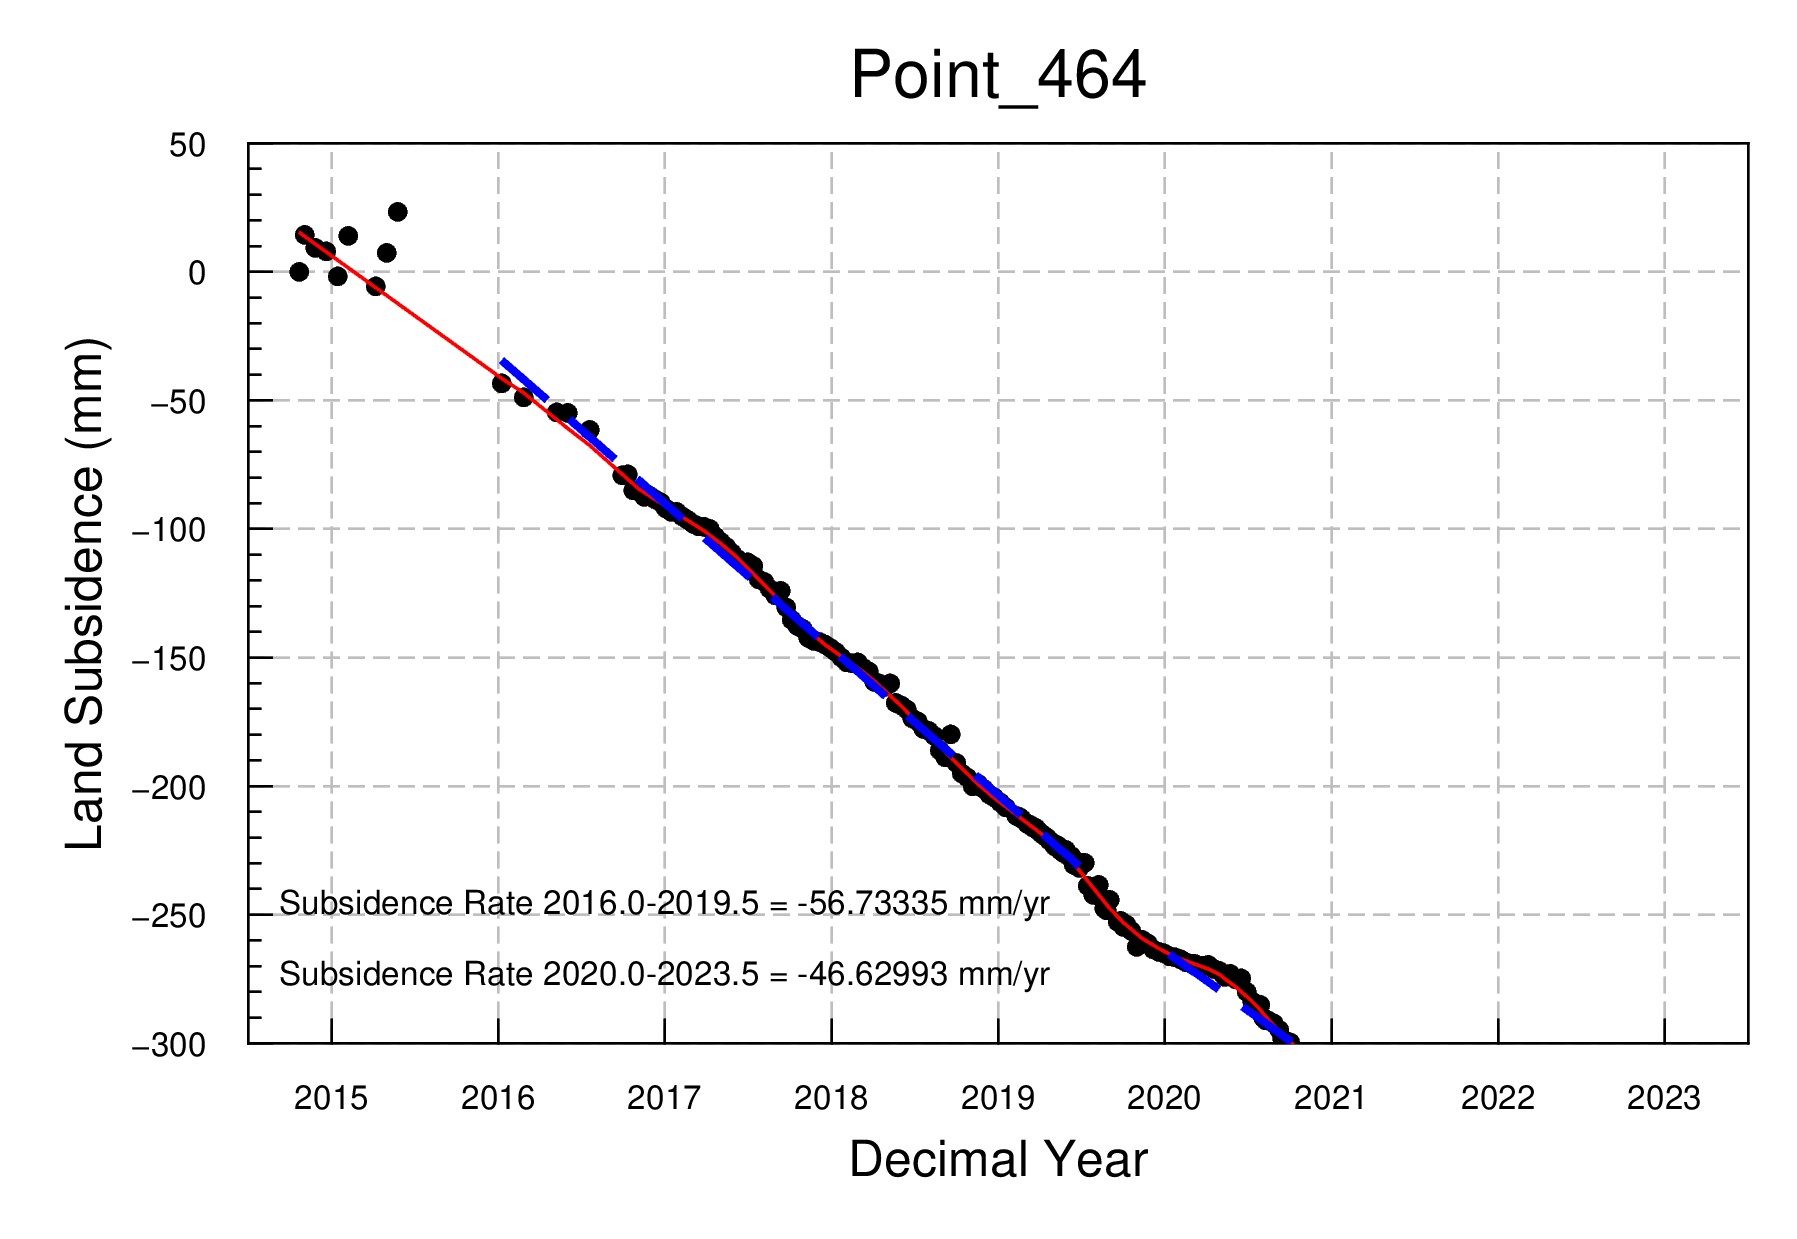 Point_464
50
0
−50
−100
−150
−200
−250
−300
Land Subsidence (mm)
Subsidence Rate 2016.0-2019.5 = -56.73335 mm/yr
Subsidence Rate 2020.0-2023.5 = -46.62993 mm/yr
2015 2016 2017 2018 2019 2020 2021 2022 2023
Decimal Year